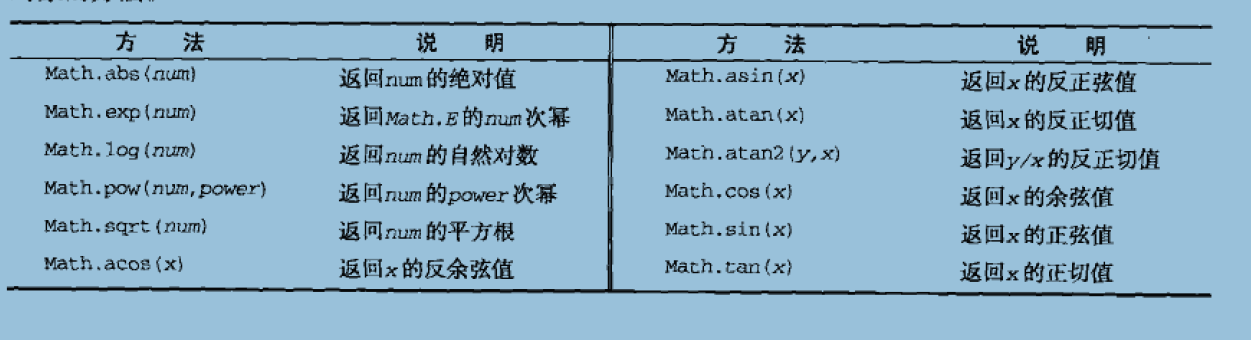 方 法 说 明 方 法 说 明
Math.abs(num) 返回num的绝对值 Math.asin(x) 返回x的反正弦值
Math.exp(num) 返回Math.E的num次幂 Math.atan(x) 返回x的反正切值
Math.log(num) 返回num的自然对数 Math.atan2(y,x) 返回y/x的反正切值
Math.pow(num,power) 返回num的power次幂 Math.cos(x) 返回x的余弦值
Math.sqrt(num) 返回num的平方根 Math.sin(x) 返回x的正弦值
Math.acos(x) 返回x的反余弦值 Math.tan(x) 返回x的正切值